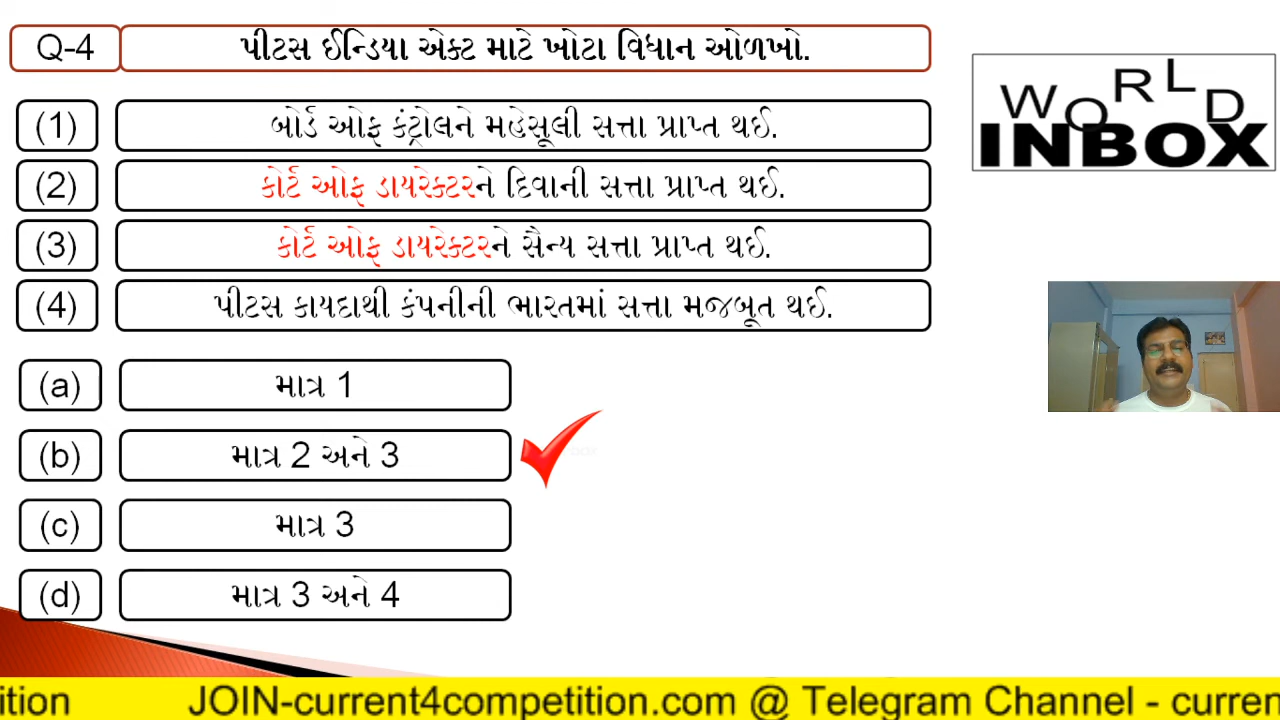 Q-4 પીટસ ઈન્ડિયા એક્ટ માટે ખોટા વિધાન ઓળખો.
(1) બોર્ડ ઓફ કંટ્રોલને મહેસૂલી સત્તા પ્રાપ્ત થઈ.
(2) કોર્ટ ઓફ ડાયરેક્ટરને દિવાની સત્તા પ્રાપ્ત થઈ.
(3) કોર્ટ ઓફ ડાયરેક્ટરને સૈન્ય સત્તા પ્રાપ્ત થઈ.
(4) પીટસ કાયદાથી કંપનીની ભારતમાં સત્તા મજબૂત થઈ.
(a) માત્ર 1
(b) માત્ર 2 અને 3
(c) માત્ર 3
(d) માત્ર 3 અને 4
WORLD
INBOX
ition JOIN-current4competition.com @ Telegram Channel - curren